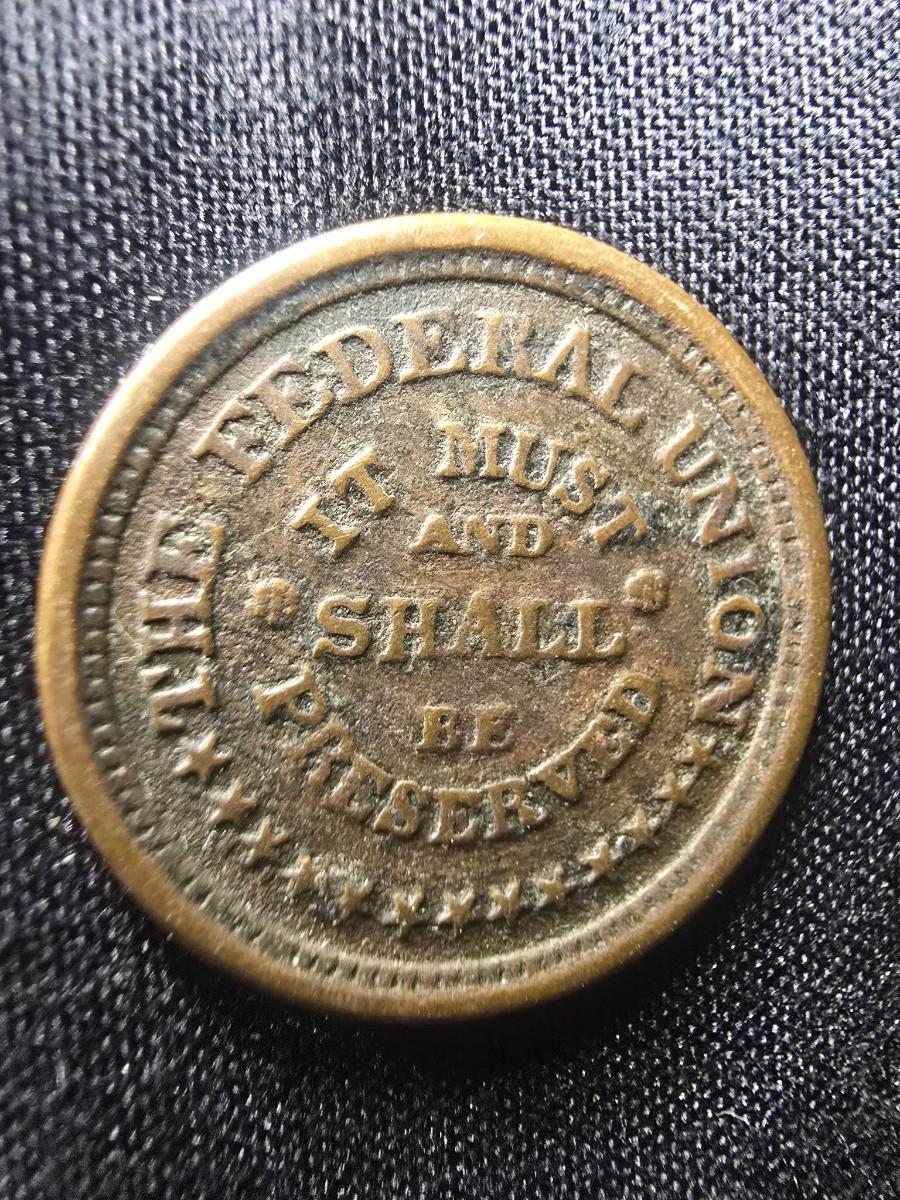 THE FEDERAL UNION
IT MUST
AND
SHALL
BE
PRESERVED